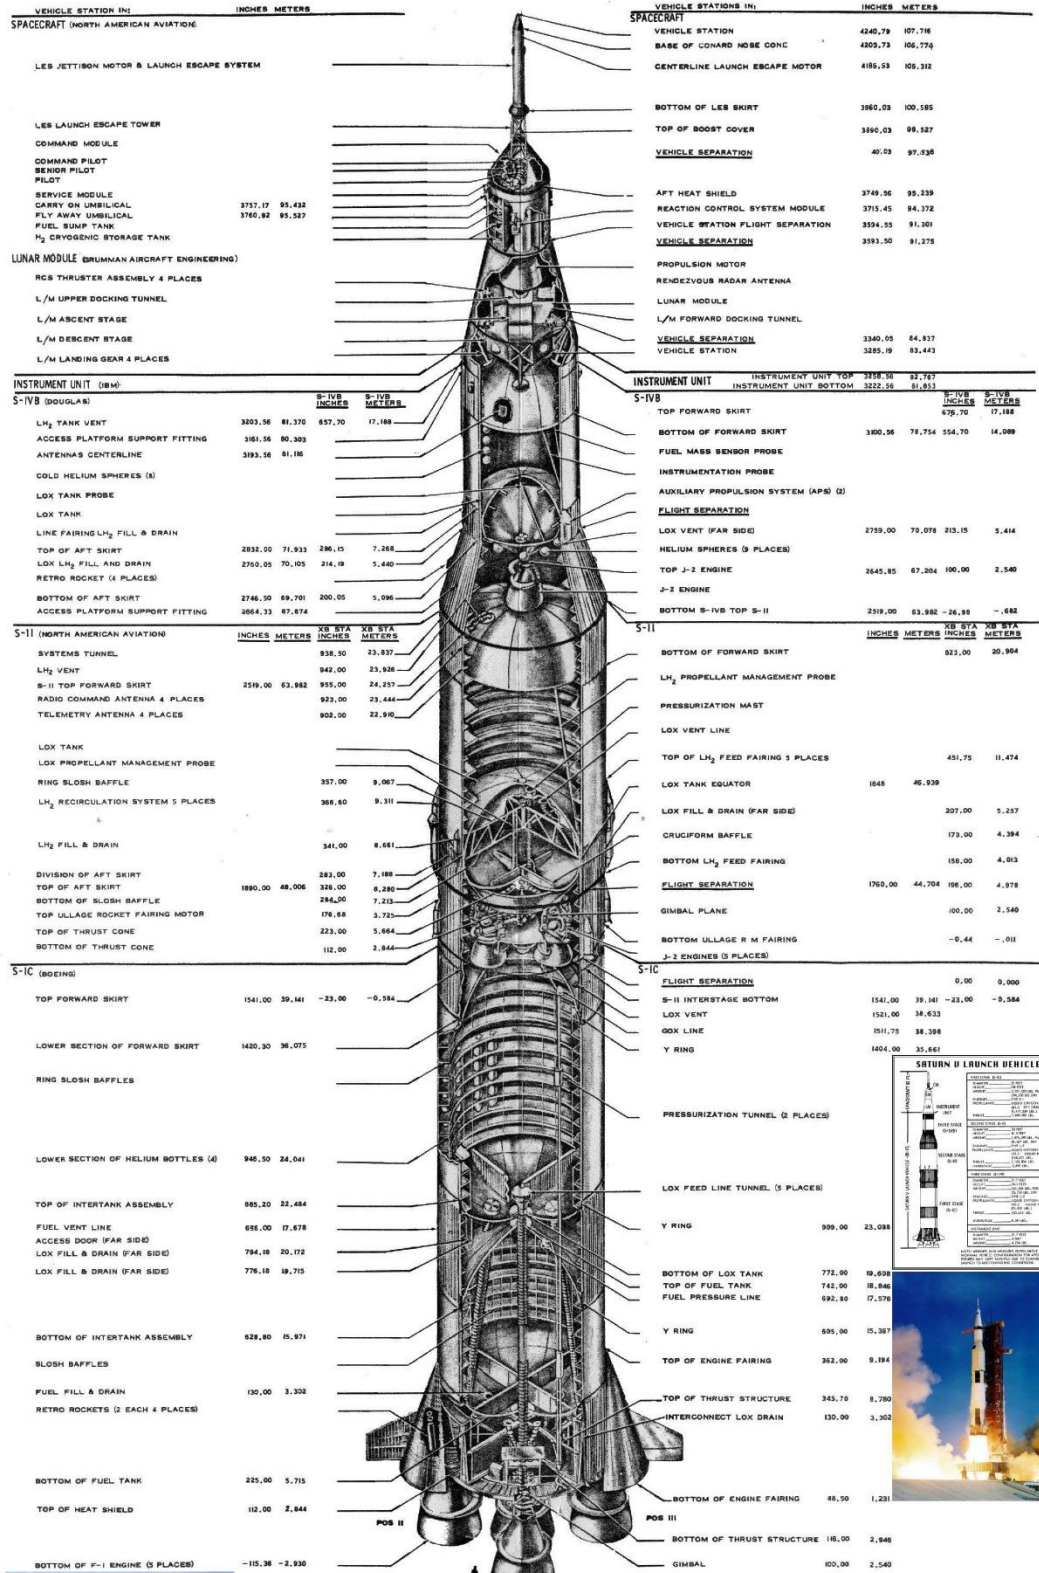 VEHICLE STATION IN: INCHES METERS
SPACECRAFT (NORTH AMERICAN AVIATION)
LES JETTISON MOTOR & LAUNCH ESCAPE SYSTEM
LES LAUNCH ESCAPE TOWER
COMMAND MODULE
COMMAND PILOT
SENIOR PILOT
PILOT
SERVICE MODULE
CARRY ON UMBILICAL 3757.17 95.432
FLY AWAY UMBILICAL 3760.92 95.527
FUEL SUMP TANK
H2 CRYOGENIC STORAGE TANK
LUNAR MODULE (GRUMMAN AIRCRAFT ENGINEERING)
RCS THRUSTER ASSEMBLY 4 PLACES
L/M UPPER DOCKING TUNNEL
L/M ASCENT STAGE
L/M DESCENT STAGE
L/M LANDING GEAR 4 PLACES
INSTRUMENT UNIT (IBM)
S-IVB (DOUGLAS) S-IVB INCHES S-IVB METERS
LH2 TANK VENT 3203.56 81.370 657.70 17.188
ACCESS PLATFORM SUPPORT FITTING 3161.56 80.303
ANTENNAS CENTERLINE 3193.56 81.116
COLD HELIUM SPHERES (8)
LOX TANK PROBE
LOX TANK
LINE FAIRING LH2 FILL & DRAIN
TOP OF AFT SKIRT 2832.00 71.933 286.15 7.268
LOX LH2 FILL AND DRAIN 2760.05 70.105 214.19 5.440
RETRO ROCKET (4 PLACES)
BOTTOM OF AFT SKIRT 2746.50 69.701 200.05 5.096
ACCESS PLATFORM SUPPORT FITTING 2664.33 67.674
S-II (NORTH AMERICAN AVIATION) INCHES METERS XB STA INCHES XB STA METERS
SYSTEMS TUNNEL 938.50 23.837
LH2 VENT 942.00 23.926
S-II TOP FORWARD SKIRT 2519.00 63.982 955.00 24.257
RADIO COMMAND ANTENNA 4 PLACES 923.00 23.444
TELEMETRY ANTENNA 4 PLACES 902.00 22.910
LOX TANK
LOX PROPELLANT MANAGEMENT PROBE
RING SLOSH BAFFLE 357.00 9.067
LH2 RECIRCULATION SYSTEM 5 PLACES 366.60 9.311
LH2 FILL & DRAIN 341.00 8.661
DIVISION OF AFT SKIRT 283.00 7.188
TOP OF AFT SKIRT 1890.00 48.006 326.00 8.280
BOTTOM OF SLOSH BAFFLE 284.00 7.213
TOP ULLAGE ROCKET FAIRING MOTOR 176.68 3.725
TOP OF THRUST CONE 223.00 5.664
BOTTOM OF THRUST CONE 112.00 2.844
S-IC (BOEING)
TOP FORWARD SKIRT 1541.00 39.141 -23.00 -0.584
LOWER SECTION OF FORWARD SKIRT 1420.30 36.075
RING SLOSH BAFFLES
LOWER SECTION OF HELIUM BOTTLES (4) 946.50 24.041
TOP OF INTERTANK ASSEMBLY 885.20 22.484
FUEL VENT LINE 696.00 17.678
ACCESS DOOR (FAR SIDE)
LOX FILL & DRAIN (FAR SIDE) 794.18 20.172
LOX FILL & DRAIN (FAR SIDE) 776.18 19.715
BOTTOM OF INTERTANK ASSEMBLY 628.80 15.971
SLOSH BAFFLES
FUEL FILL & DRAIN 130.00 3.302
RETRO ROCKETS (2 EACH 4 PLACES)
BOTTOM OF FUEL TANK 225.00 5.715
TOP OF HEAT SHIELD 112.00 2.844
BOTTOM OF F-1 ENGINE (5 PLACES) -115.36 -2.930
POS II
POS III
VEHICLE STATIONS IN: INCHES METERS
SPACECRAFT
VEHICLE STATION 4240.79 107.716
BASE OF CONARD NOSE CONE 4203.73 106.774
CENTERLINE LAUNCH ESCAPE MOTOR 4185.53 106.312
BOTTOM OF LES SKIRT 3960.03 100.585
TOP OF BOOST COVER 3890.03 98.527
VEHICLE SEPARATION 40.03 97.536
AFT HEAT SHIELD 3749.56 95.239
REACTION CONTROL SYSTEM MODULE 3715.45 94.372
VEHICLE STATION FLIGHT SEPARATION 3594.55 91.301
VEHICLE SEPARATION 3593.50 91.275
PROPULSION MOTOR
RENDEZVOUS RADAR ANTENNA
LUNAR MODULE
L/M FORWARD DOCKING TUNNEL
VEHICLE SEPARATION 3340.05 84.837
VEHICLE STATION 3285.19 83.443
INSTRUMENT UNIT INSTRUMENT UNIT TOP 3258.56 82.767
INSTRUMENT UNIT BOTTOM 3222.56 81.853
S-IVB S-IVB INCHES S-IVB METERS
TOP FORWARD SKIRT 676.70 17.188
BOTTOM OF FORWARD SKIRT 3100.56 78.754 554.70 14.089
FUEL MASS SENSOR PROBE
INSTRUMENTATION PROBE
AUXILIARY PROPULSION SYSTEM (APS) (2)
FLIGHT SEPARATION
LOX VENT (FAR SIDE) 2759.00 70.078 213.15 5.414
HELIUM SPHERES (9 PLACES)
TOP J-2 ENGINE 2645.85 67.204 100.00 2.540
J-2 ENGINE
BOTTOM S-IVB TOP S-II 2519.00 63.982 -26.98 -.682
S-II INCHES METERS XB STA INCHES XB STA METERS
BOTTOM OF FORWARD SKIRT 823.00 20.904
LH2 PROPELLANT MANAGEMENT PROBE
PRESSURIZATION MAST
LOX VENT LINE
TOP OF LH2 FEED FAIRING 5 PLACES 451.75 11.474
LOX TANK EQUATOR 1848 46.939
LOX FILL & DRAIN (FAR SIDE) 207.00 5.257
CRUCIFORM BAFFLE 173.00 4.394
BOTTOM LH2 FEED FAIRING 158.00 4.013
FLIGHT SEPARATION 1760.00 44.704 196.00 4.978
GIMBAL PLANE 100.00 2.540
BOTTOM ULLAGE R M FAIRING -0.44 -.011
J-2 ENGINES (5 PLACES)
S-IC
FLIGHT SEPARATION 0.00 0.000
S-II INTERSTAGE BOTTOM 1541.00 39.141 -23.00 -0.584
LOX VENT 1521.00 38.633
GOX LINE 1511.75 38.398
Y RING 1404.00 35.661
PRESSURIZATION TUNNEL (2 PLACES)
LOX FEED LINE TUNNEL (5 PLACES)
Y RING 909.00 23.088
BOTTOM OF LOX TANK 772.00 19.608
TOP OF FUEL TANK 742.00 18.846
FUEL PRESSURE LINE 692.80 17.576
Y RING 605.00 15.367
TOP OF ENGINE FAIRING 362.00 9.194
TOP OF THRUST STRUCTURE 345.70 8.780
INTERCONNECT LOX DRAIN 130.00 3.302
BOTTOM OF ENGINE FAIRING 48.50 1.231
BOTTOM OF THRUST STRUCTURE 116.00 2.946
GIMBAL 100.00 2.540
SATURN V LAUNCH VEHICLE
INSTRUMENT UNIT
THIRD STAGE
SECOND STAGE
FIRST STAGE